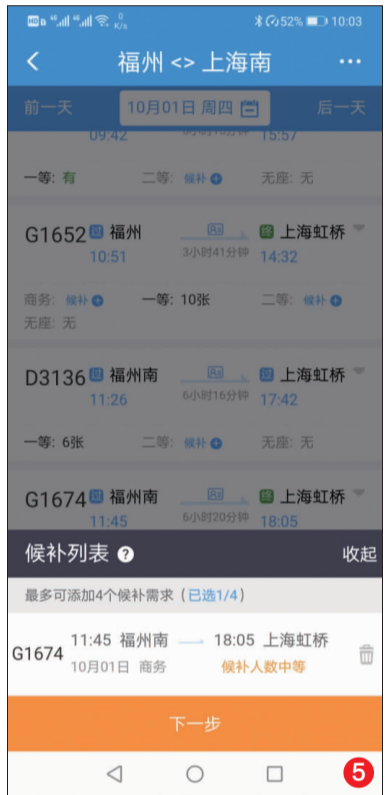 HD 46 46 0 K/s 52% 10:03
福州 <> 上海南 ...
前一天 10月01日 周四 后一天
09:42 15:57
一等: 有 二等: 候补 无座: 无
G1652 福州 上海虹桥
10:51 3小时41分钟 14:32
商务: 候补 一等: 10张 二等: 候补
无座: 无
D3136 过 福州南 过 上海虹桥
11:26 6小时16分钟 17:42
一等: 6张 二等: 候补 无座: 无
G1674 过 福州南 终 上海虹桥
11:45 6小时20分钟 18:05
候补列表 ? 收起
最多可添加4个候补需求（已选1/4）
G1674 11:45 福州南 18:05 上海虹桥
10月01日 商务 候补人数中等
下一步
5